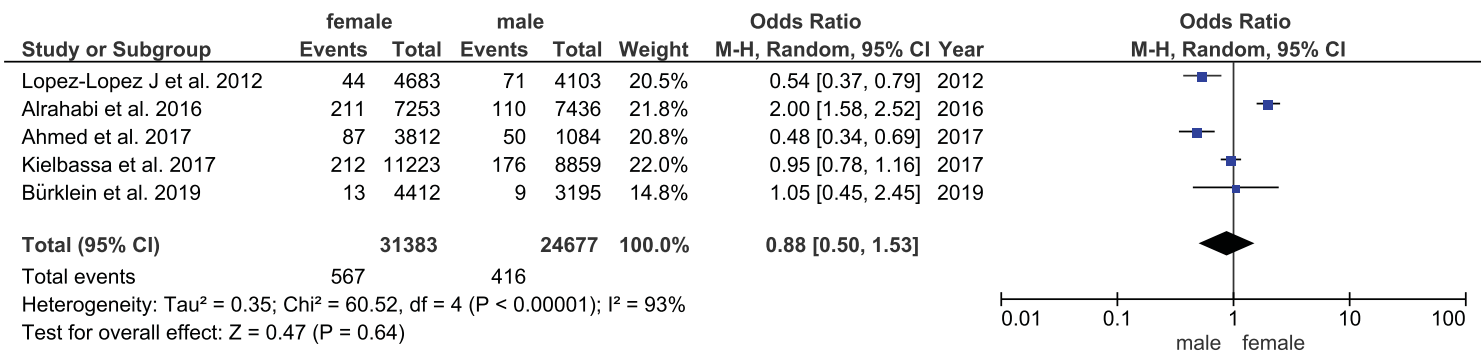 female male Odds Ratio Odds Ratio
Study or Subgroup Events Total Events Total Weight M-H, Random, 95% CI Year M-H, Random, 95% CI
Lopez-Lopez J et al. 2012 44 4683 71 4103 20.5% 0.54 [0.37, 0.79] 2012
Alrahabi et al. 2016 211 7253 110 7436 21.8% 2.00 [1.58, 2.52] 2016
Ahmed et al. 2017 87 3812 50 1084 20.8% 0.48 [0.34, 0.69] 2017
Kielbassa et al. 2017 212 11223 176 8859 22.0% 0.95 [0.78, 1.16] 2017
Bürklein et al. 2019 13 4412 9 3195 14.8% 1.05 [0.45, 2.45] 2019
Total (95% CI) 31383 24677 100.0% 0.88 [0.50, 1.53]
Total events 567 416
Heterogeneity: Tau² = 0.35; Chi² = 60.52, df = 4 (P < 0.00001); I² = 93%
Test for overall effect: Z = 0.47 (P = 0.64)
0.01 0.1 1 10 100
male female